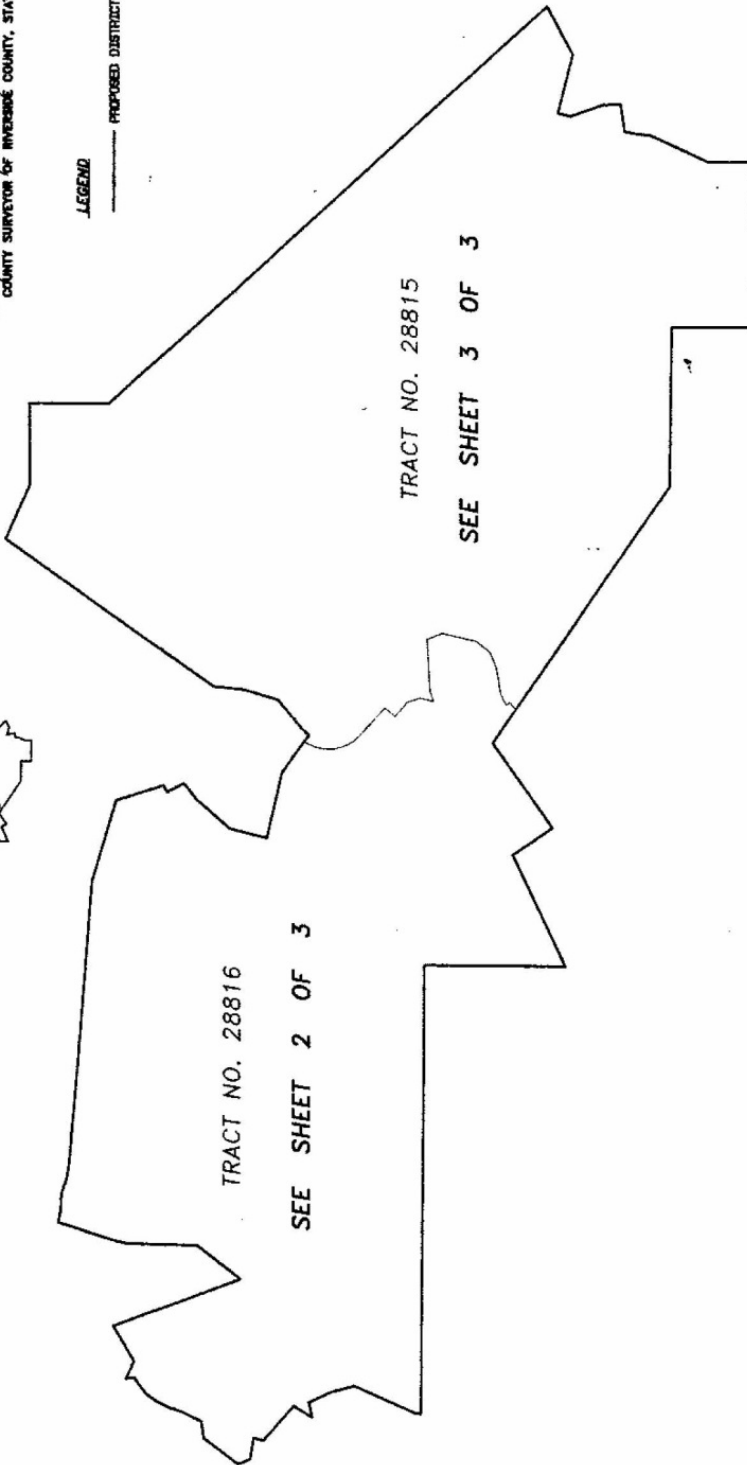 COUNTY SURVEYOR OF RIVERSIDE COUNTY,
LEGEND
PROPOSED DISTRICT
TRACT NO. 28816
SEE SHEET 2 OF 3
TRACT NO. 28815
SEE SHEET 3 OF 3